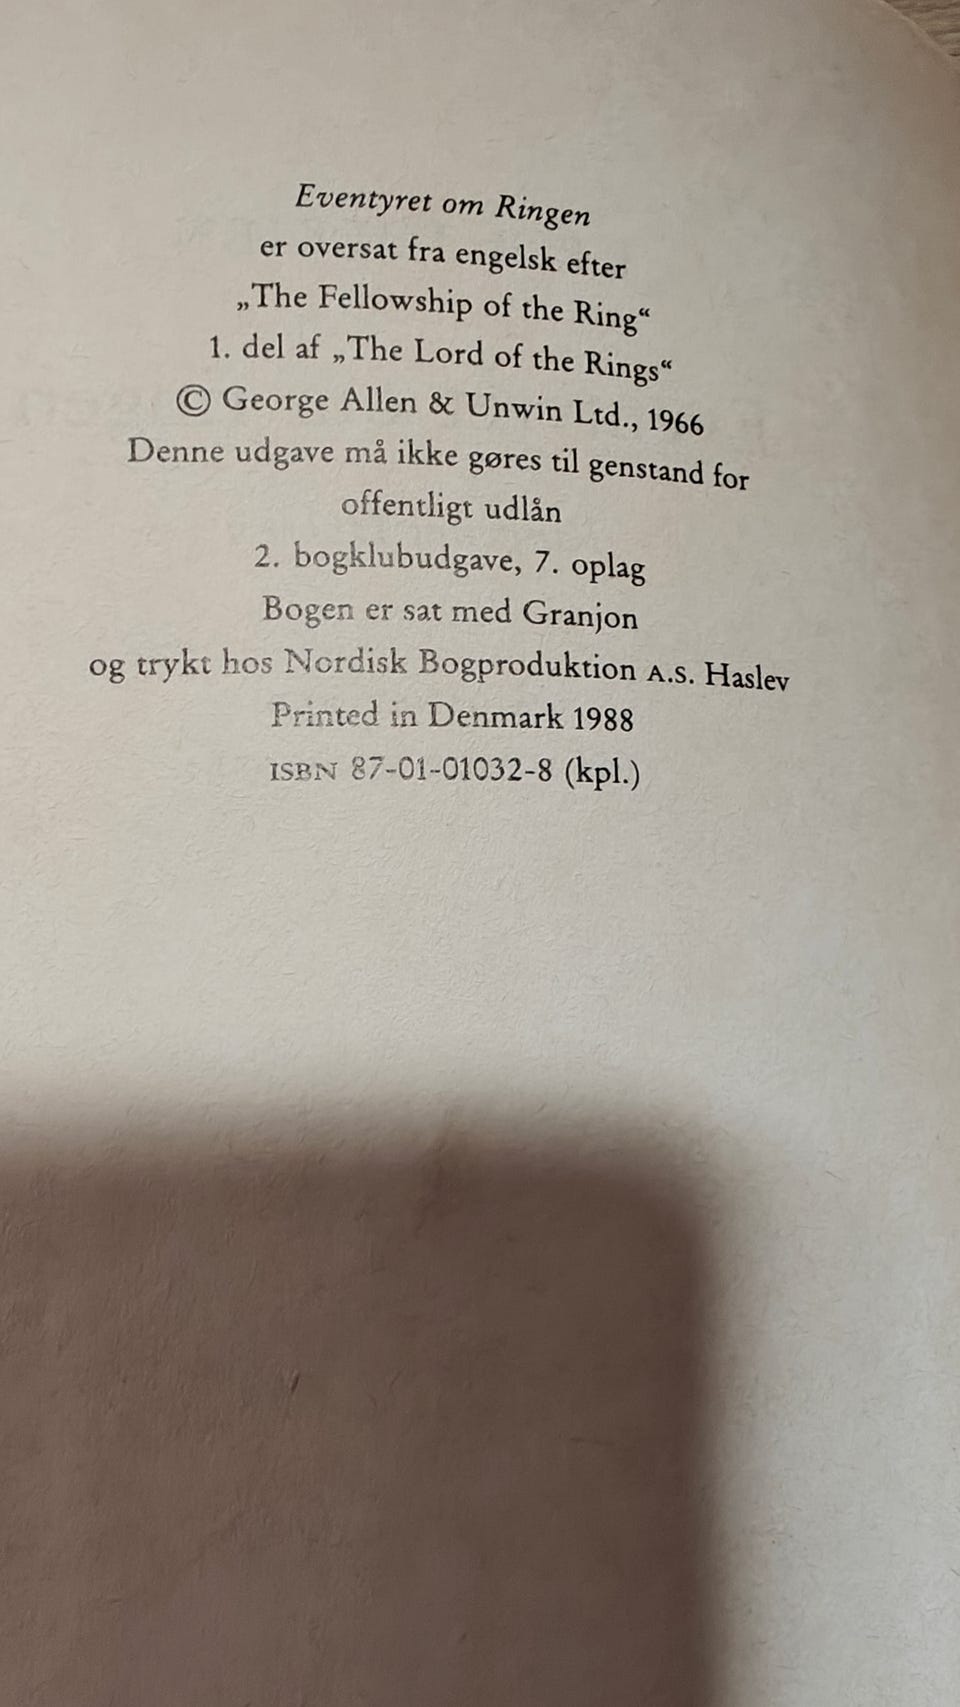 Eventyret om Ringen
er oversat fra engelsk efter
„The Fellowship of the Ring“
1. del af „The Lord of the Rings“
© George Allen & Unwin Ltd., 1966
Denne udgave må ikke gøres til genstand for
offentligt udlån
2. bogklubudgave, 7. oplag
Bogen er sat med Granjon
og trykt hos Nordisk Bogproduktion A.S. Haslev
Printed in Denmark 1988
ISBN 87-01-01032-8 (kpl.)